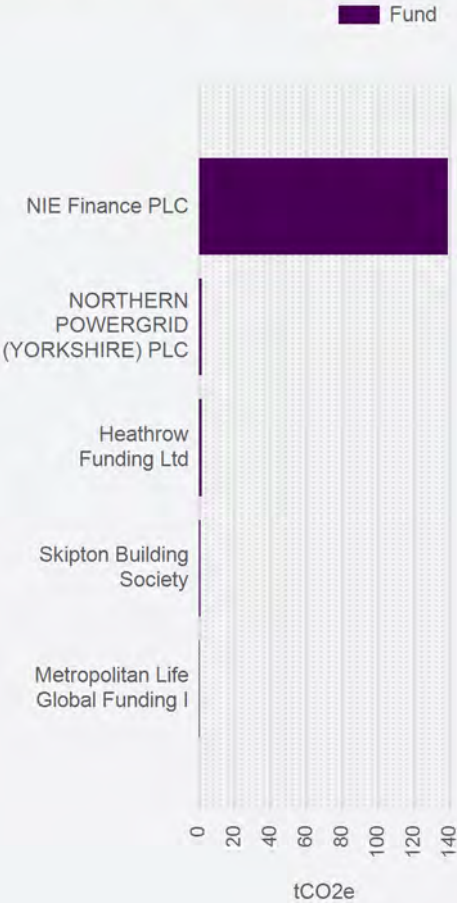 Fund
NIE Finance PLC
NORTHERN
POWERGRID
(YORKSHIRE) PLC
Heathrow
Funding Ltd
Skipton Building
Society
Metropolitan Life
Global Funding I
0
20
40
60
80
100
120
140
tCO2e